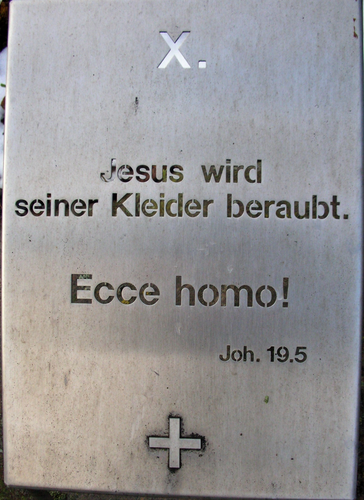 X.
Jesus wird
seiner Kleider beraubt.
Ecce homo!
Joh. 19.5